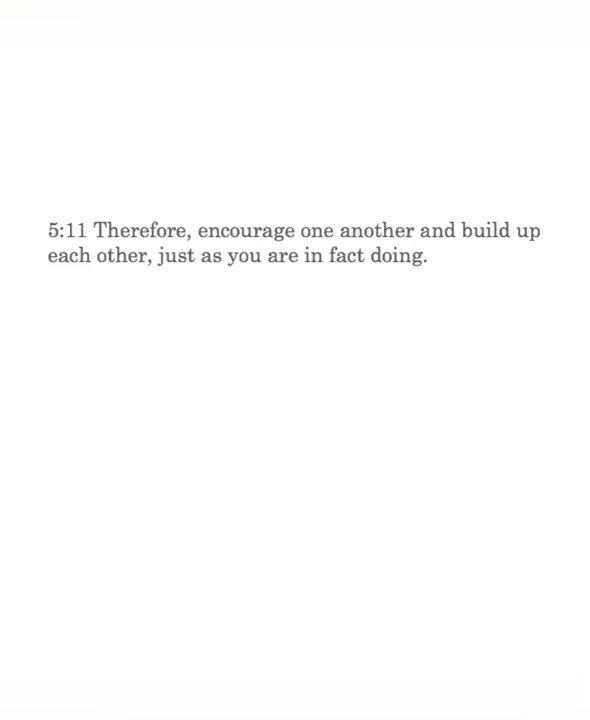 5:11 Therefore, encourage one another and build up
each other, just as you are in fact doing.